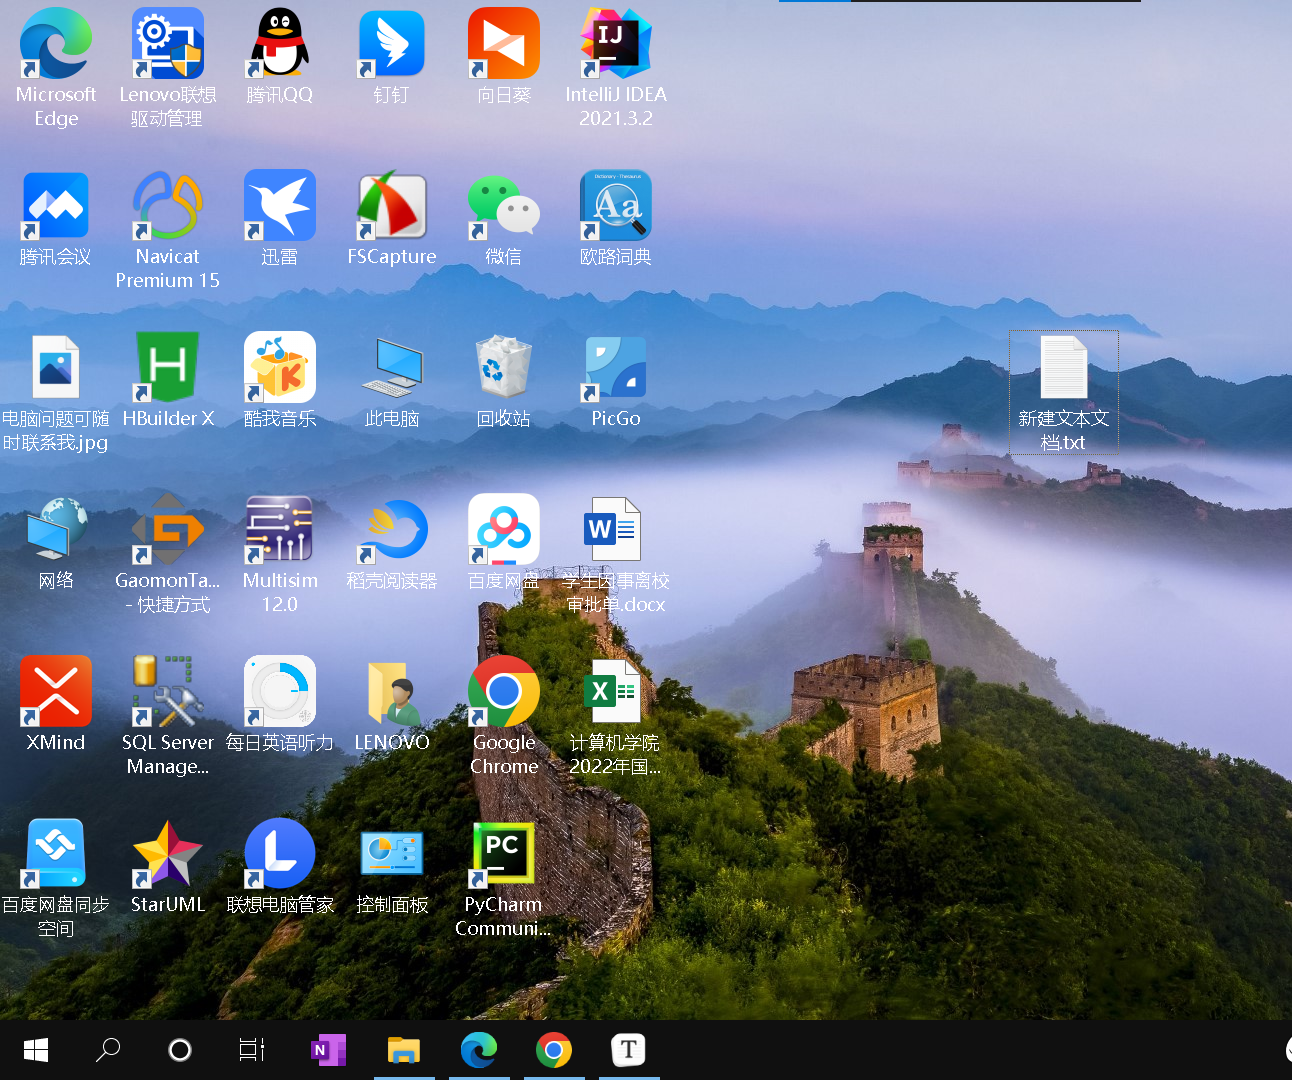 Microsoft
Edge
Lenovo联想
驱动管理
腾讯QQ
钉钉
向日葵
IJ
IntelliJ IDEA
2021.3.2
腾讯会议
Navicat
Premium 15
迅雷
FSCapture
微信
Dictionary - Thesaurus
Aa
欧路词典
电脑问题可随
时联系我.jpg
H
HBuilder X
K
酷我音乐
此电脑
回收站
PicGo
新建文本文
档.txt
网络
GaomonTa...
- 快捷方式
Multisim
12.0
稻壳阅读器
百度网盘
W
学生因事离校
审批单.docx
XMind
SQL Server
Manage...
每日英语听力
LENOVO
Google
Chrome
X
计算机学院
2022年国...
百度网盘同步
空间
StarUML
L
联想电脑管家
控制面板
PC
PyCharm
Communi...
N
T